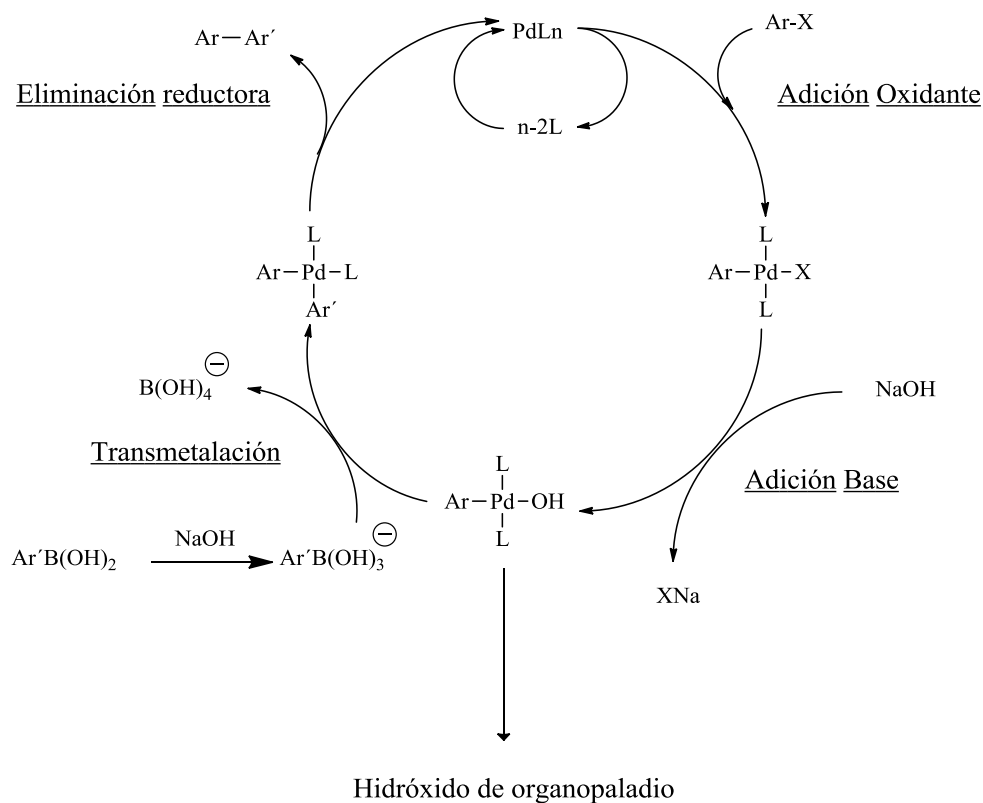 PdLn
n-2L
Ar-X
Ar—Ar´
Eliminación reductora
Adición Oxidante
L
Ar—Pd—X
L
L
Ar—Pd—L
Ar´
NaOH
Adición Base
XNa
B(OH)4 −
Transmetalación
L
Ar—Pd—OH
L
Ar´B(OH)2
NaOH
Ar´B(OH)3 −
Hidróxido de organopaladio